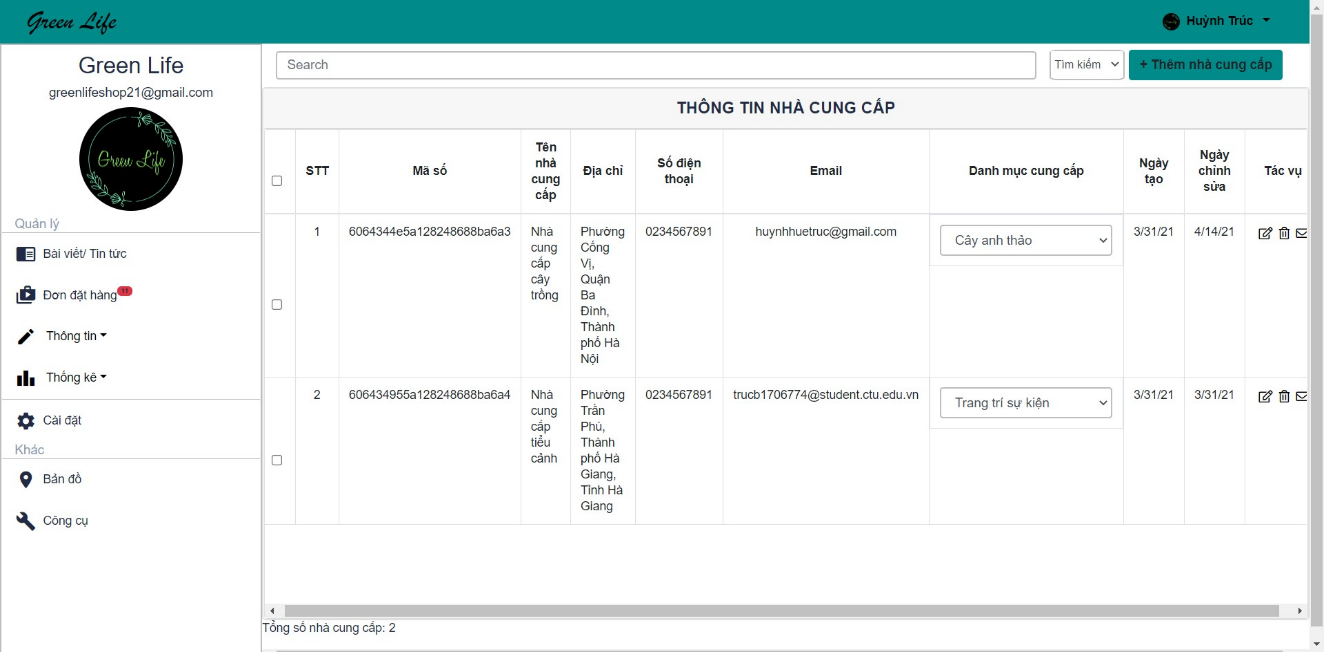 Green Life
Huỳnh Trúc
Green Life
greenlifeshop21@gmail.com
Green Life
Quản lý
Bài viết/ Tin tức
Đơn đặt hàng 11
Thông tin
Thống kê
Cài đặt
Khác
Bản đồ
Công cụ
Search
Tìm kiếm
+ Thêm nhà cung cấp
THÔNG TIN NHÀ CUNG CẤP
STT
Mã số
Tên
nhà
cung
cấp
Địa chỉ
Số điện
thoại
Email
Danh mục cung cấp
Ngày
tạo
Ngày
chỉnh
sửa
Tác vụ
1
6064344e5a128248688ba6a3
Nhà
cung
cấp
cây
trồng
Phường
Cống
Vị,
Quận
Ba
Đình,
Thành
phố Hà
Nội
0234567891
huynhhuetruc@gmail.com
Cây anh thảo
3/31/21
4/14/21
2
606434955a128248688ba6a4
Nhà
cung
cấp
tiểu
cảnh
Phường
Trần
Phú,
Thành
phố Hà
Giang,
Tỉnh Hà
Giang
0234567891
trucb1706774@student.ctu.edu.vn
Trang trí sự kiện
3/31/21
3/31/21
Tổng số nhà cung cấp: 2